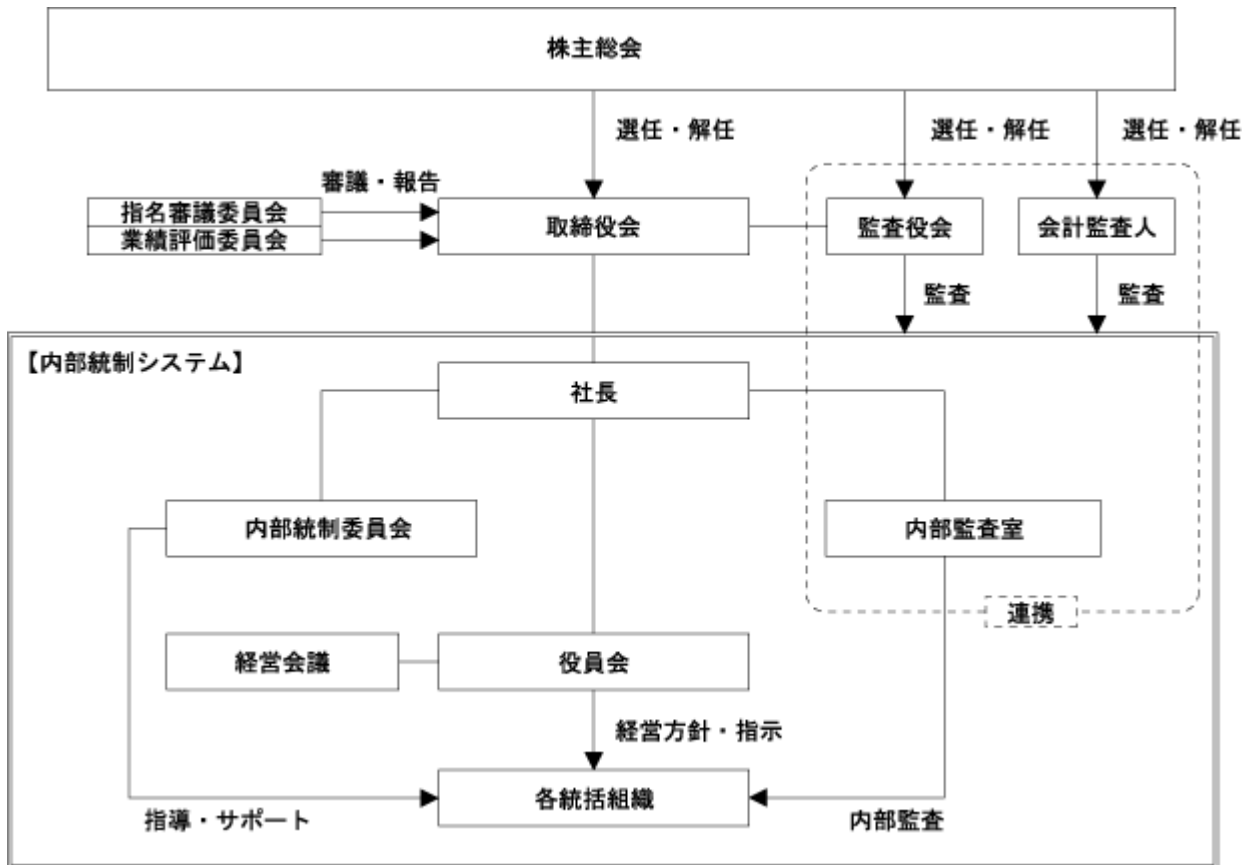 株主総会
選任・解任
選任・解任
選任・解任
審議・報告
指名審議委員会
業績評価委員会
取締役会
監査役会
会計監査人
監査
監査
【内部統制システム】
社長
内部統制委員会
内部監査室
連携
経営会議
役員会
経営方針・指示
各統括組織
指導・サポート
内部監査